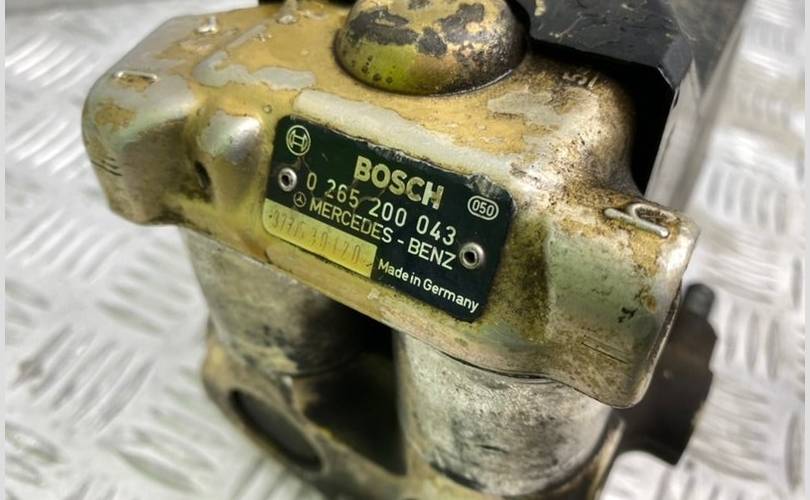 BOSCH
050
0 265 200 043
MERCEDES-BENZ
Made in Germany